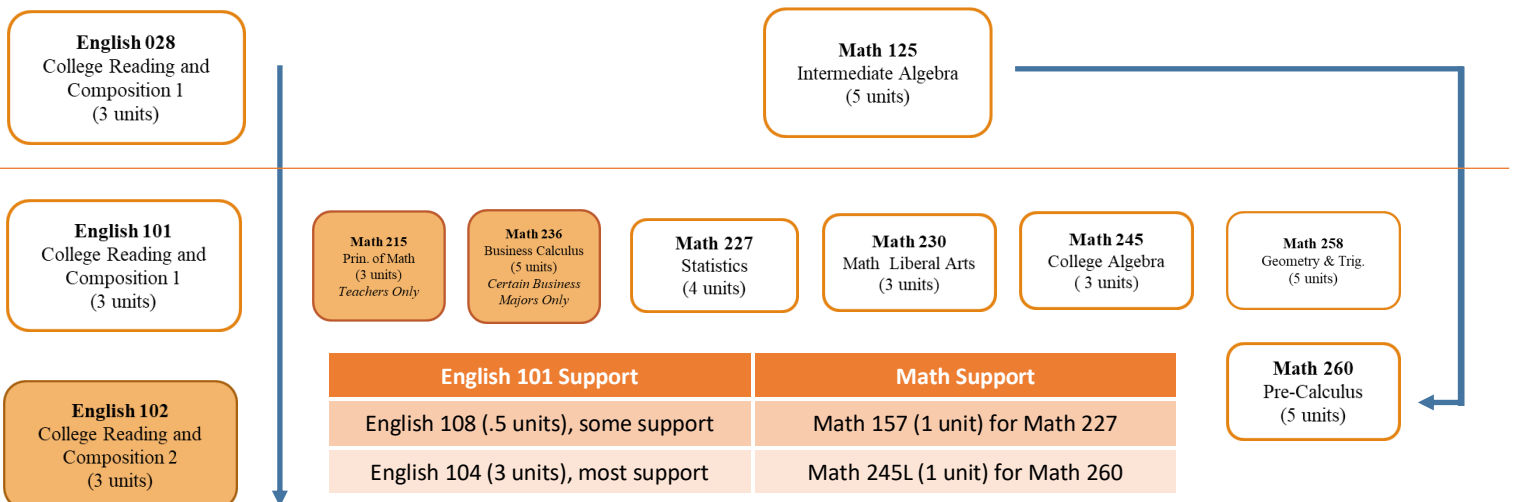 English 028
College Reading and
Composition 1
(3 units)
Math 125
Intermediate Algebra
(5 units)
English 101
College Reading and
Composition 1
(3 units)
Math 215
Prin. of Math
(3 units)
Teachers Only
Math 236
Business Calculus
(5 units)
Certain Business
Majors Only
Math 227
Statistics
(4 units)
Math 230
Math Liberal Arts
(3 units)
Math 245
College Algebra
( 3 units)
Math 258
Geometry & Trig.
(5 units)
English 102
College Reading and
Composition 2
(3 units)
English 101 Support
Math Support
English 108 (.5 units), some support
Math 157 (1 unit) for Math 227
English 104 (3 units), most support
Math 245L (1 unit) for Math 260
Math 260
Pre-Calculus
(5 units)